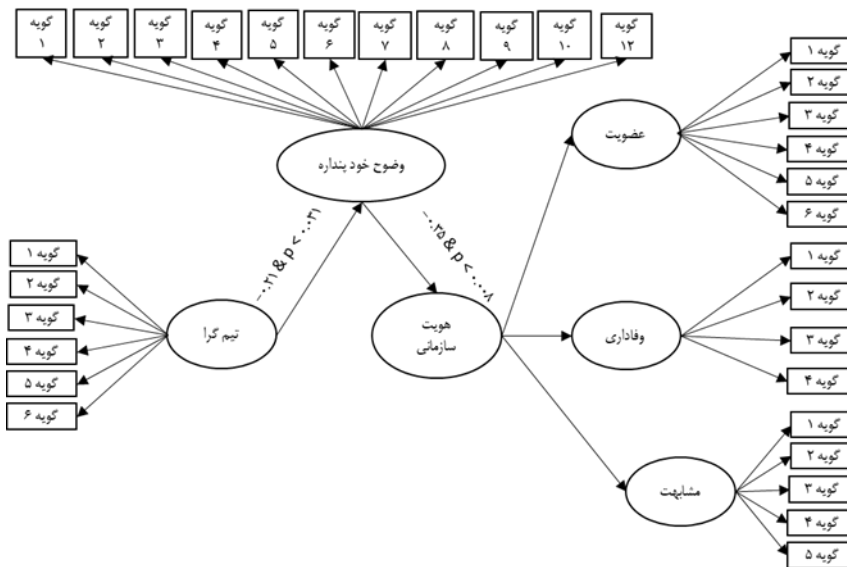 گویه
۱
گویه
۲
گویه
۳
گویه
۴
گویه
۵
گویه
۶
گویه
۷
گویه
۸
گویه
۹
گویه
۱۰
گویه
۱۲
وضوح خود پنداره
-۰.۲۱ & p < ۰.۰۳۱
-۰.۳۵ & p < ۰.۰۰۸
گویه ۱
گویه ۲
گویه ۳
گویه ۴
گویه ۵
گویه ۶
تیم گرا
هویت
سازمانی
عضویت
گویه ۱
گویه ۲
گویه ۳
گویه ۴
گویه ۵
گویه ۶
وفاداری
گویه ۱
گویه ۲
گویه ۳
گویه ۴
مشابهت
گویه ۱
گویه ۲
گویه ۳
گویه ۴
گویه ۵